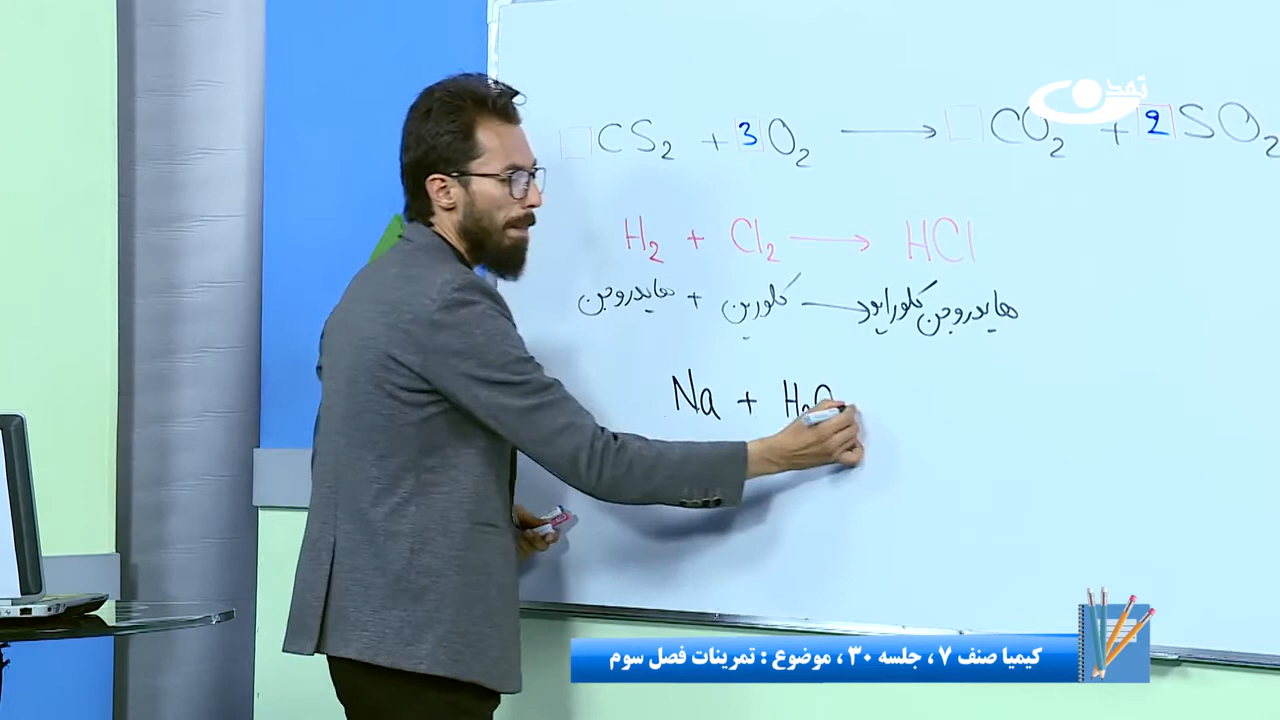 تمدن
□CS₂ + 3O₂ → □CO₂ + 2SO₂
H₂ + Cl₂ → HCl
هایدروجن + کلورین → هایدروجن کلوراید
Na + H₂O
کیمیا صنف ۷ ، جلسه ۳۰ ، موضوع : تمرینات فصل سوم